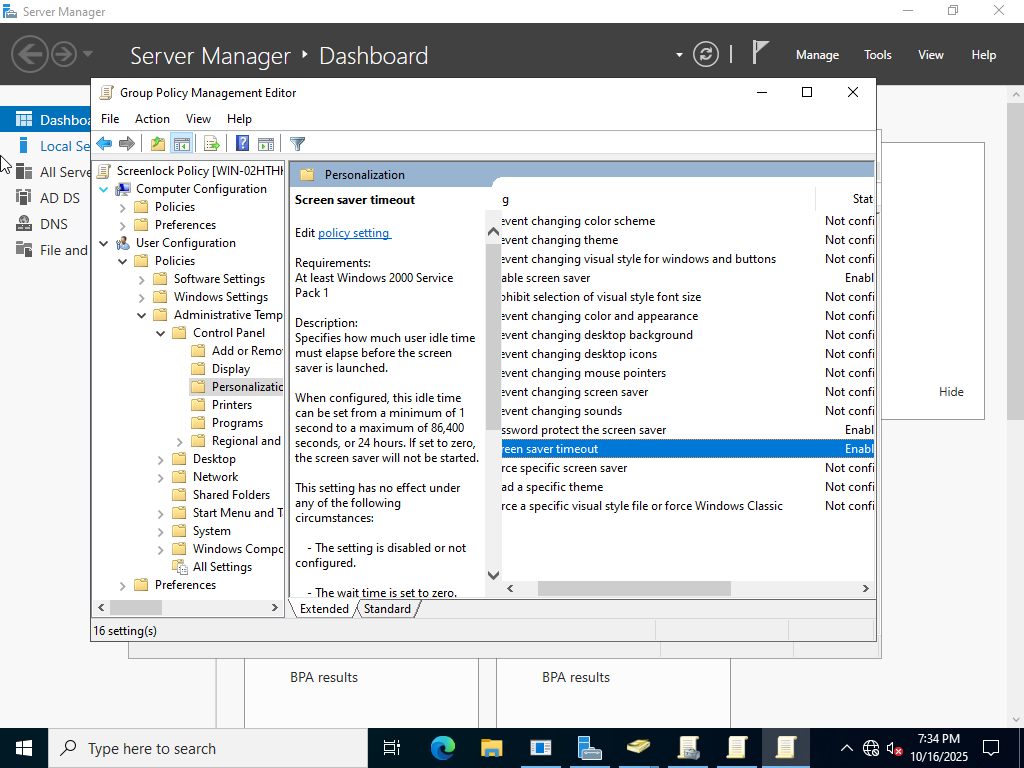 Server Manager
Server Manager • Dashboard
Manage Tools View Help
Dashboa
Local Se
All Serve
AD DS
DNS
File and
Group Policy Management Editor
File Action View Help
Screenlock Policy [WIN-02HTHH
Computer Configuration
Policies
Preferences
User Configuration
Policies
Software Settings
Windows Settings
Administrative Temp
Control Panel
Add or Remo
Display
Personalizatio
Printers
Programs
Regional and
Desktop
Network
Shared Folders
Start Menu and T
System
Windows Compo
All Settings
Preferences
Personalization
Screen saver timeout
Edit policy setting
Requirements:
At least Windows 2000 Service
Pack 1
Description:
Specifies how much user idle time
must elapse before the screen
saver is launched.
When configured, this idle time
can be set from a minimum of 1
second to a maximum of 86,400
seconds, or 24 hours. If set to zero,
the screen saver will not be started.
This setting has no effect under
any of the following
circumstances:
- The setting is disabled or not
configured.
- The wait time is set to zero.
g Stat
event changing color scheme Not confi
event changing theme Not confi
event changing visual style for windows and buttons Not confi
able screen saver Enabl
ohibit selection of visual style font size Not confi
event changing color and appearance Not confi
event changing desktop background Not confi
event changing desktop icons Not confi
event changing mouse pointers Not confi
event changing screen saver Not confi
event changing sounds Not confi
ssword protect the screen saver Enabl
reen saver timeout Enabl
rce specific screen saver Not confi
ad a specific theme Not confi
rce a specific visual style file or force Windows Classic Not confi
Extended Standard
16 setting(s)
Hide
BPA results
BPA results
Type here to search
7:34 PM
10/16/2025